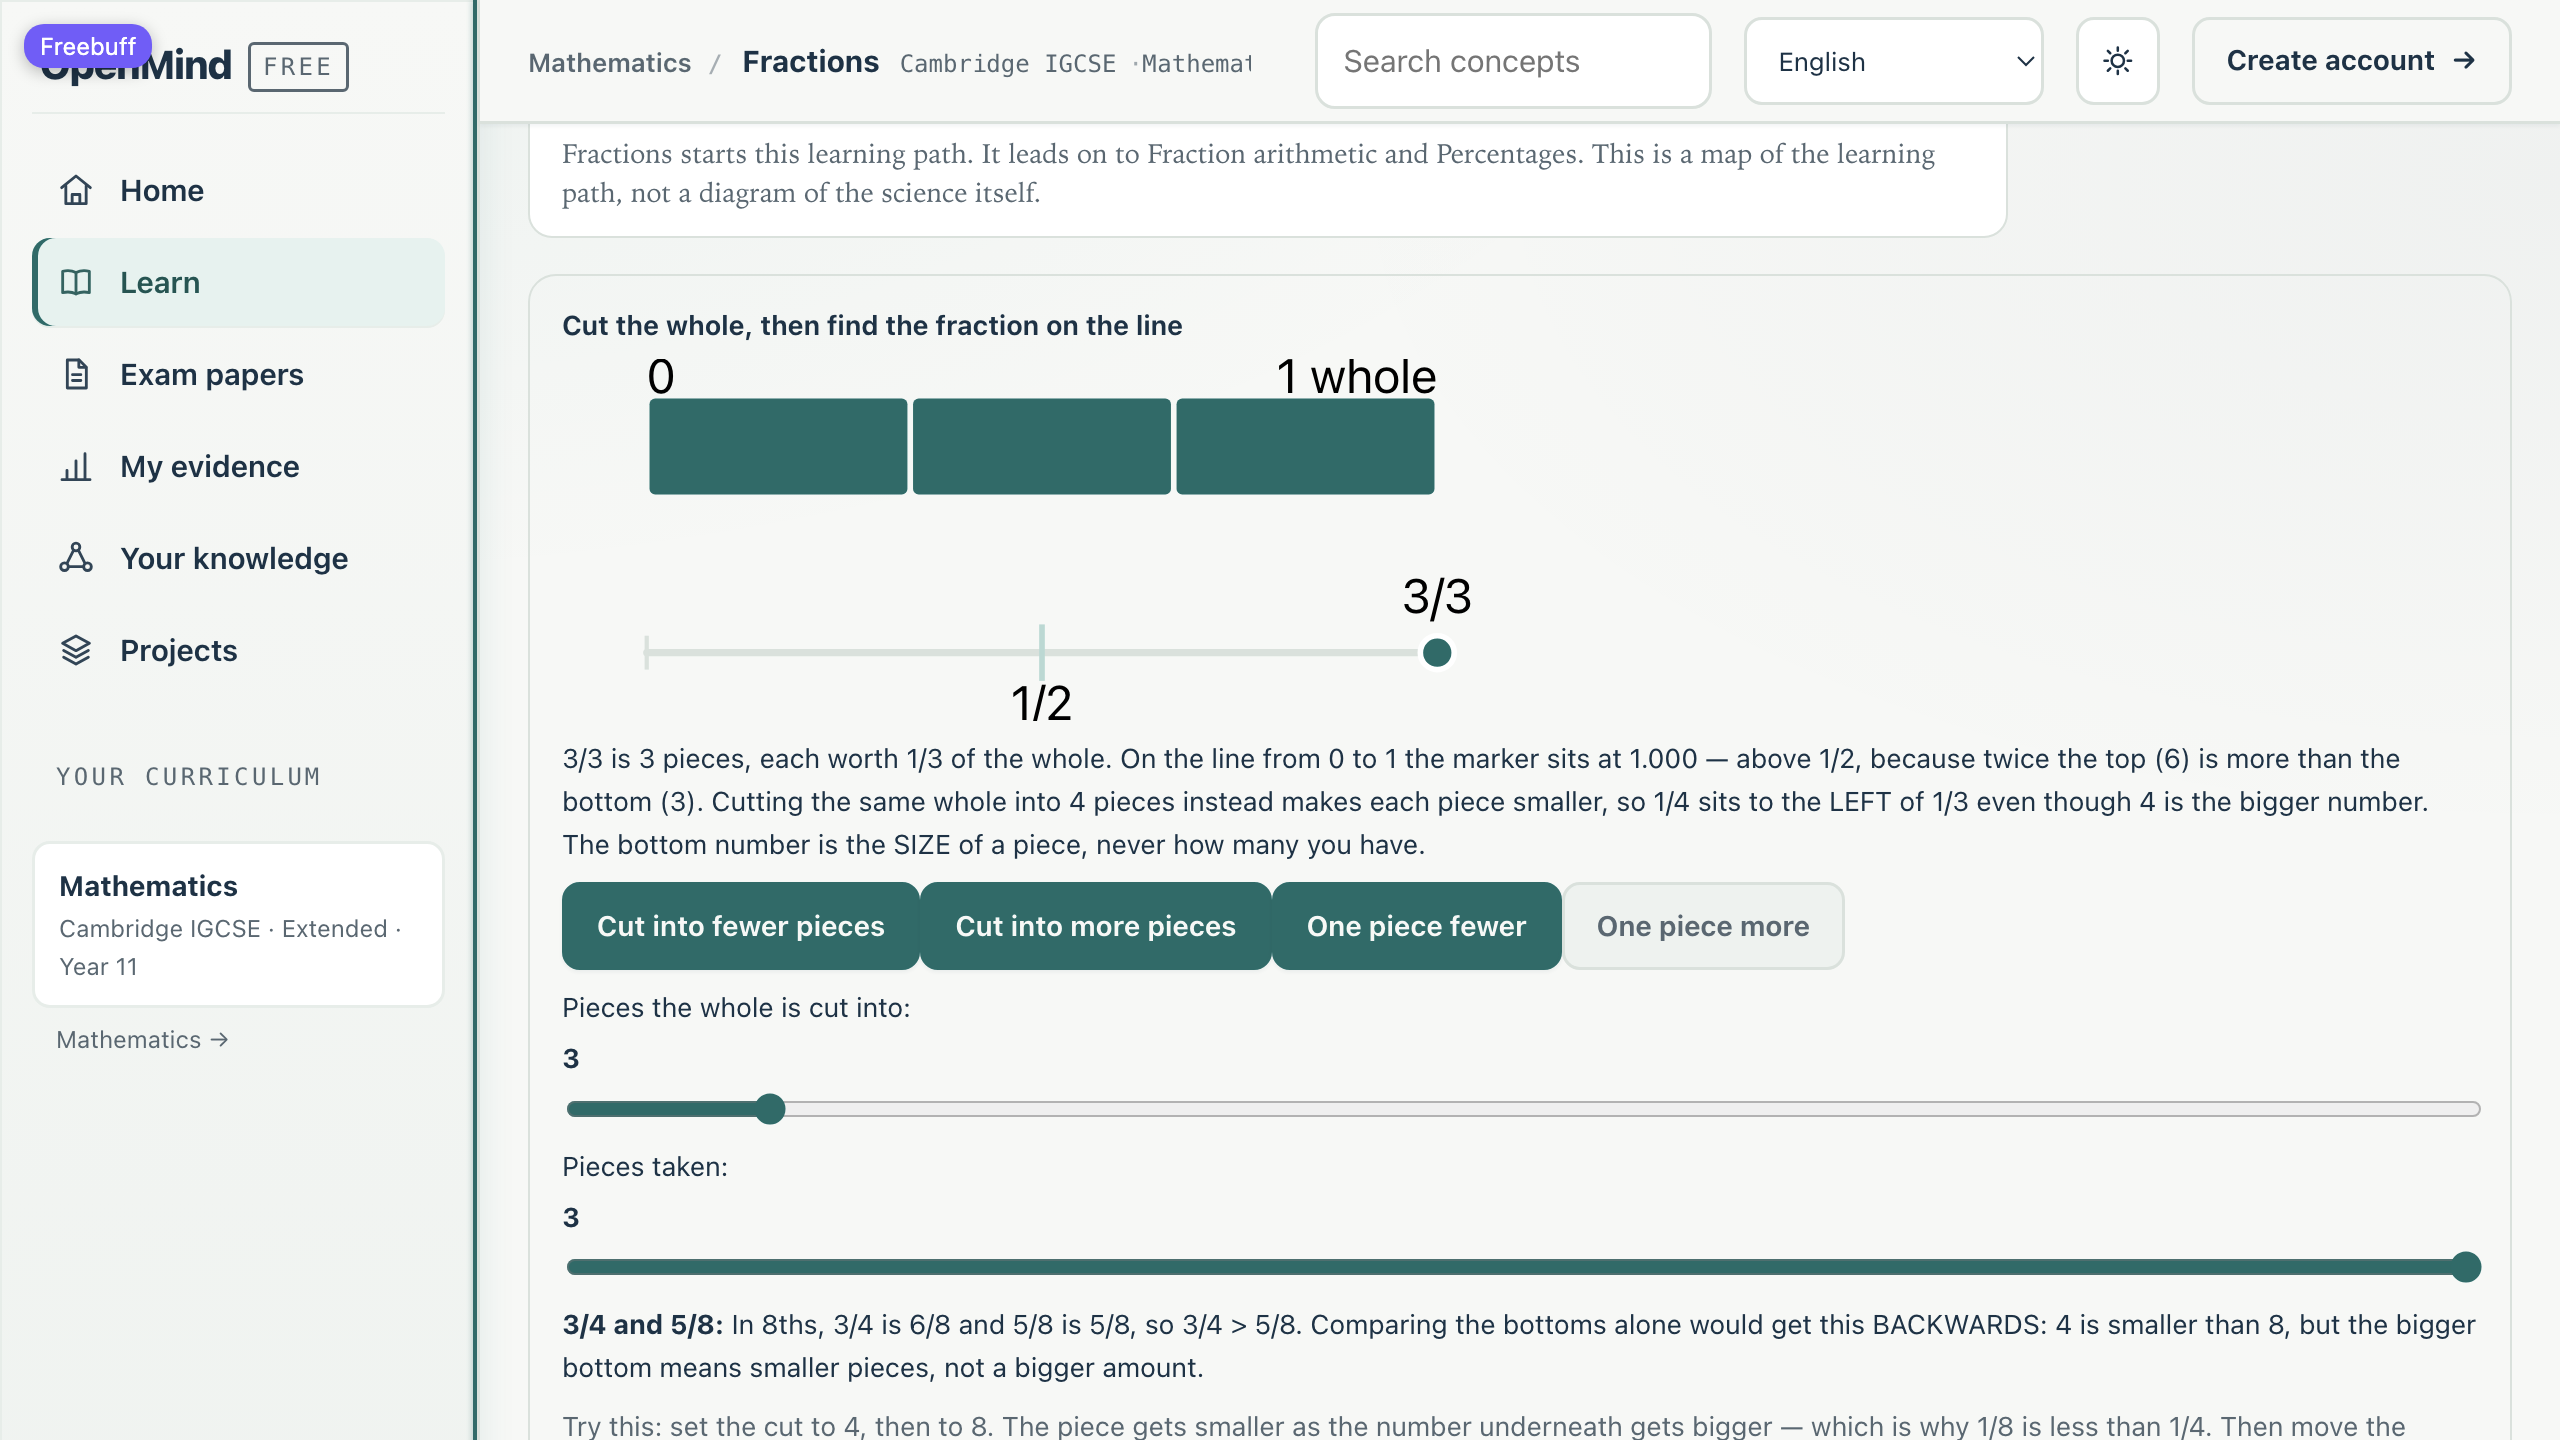 Freebuff
OpenMind FREE
Home
Learn
Exam papers
My evidence
Your knowledge
Projects
YOUR CURRICULUM
Mathematics
Cambridge IGCSE · Extended ·
Year 11
Mathematics →
Mathematics / Fractions Cambridge IGCSE ·Mathemat
Search concepts
English
Create account →
Fractions starts this learning path. It leads on to Fraction arithmetic and Percentages. This is a map of the learning
path, not a diagram of the science itself.
Cut the whole, then find the fraction on the line
0 1 whole
3/3
1/2
3/3 is 3 pieces, each worth 1/3 of the whole. On the line from 0 to 1 the marker sits at 1.000 — above 1/2, because twice the top (6) is more than the
bottom (3). Cutting the same whole into 4 pieces instead makes each piece smaller, so 1/4 sits to the LEFT of 1/3 even though 4 is the bigger number.
The bottom number is the SIZE of a piece, never how many you have.
Cut into fewer pieces Cut into more pieces One piece fewer One piece more
Pieces the whole is cut into:
3
Pieces taken:
3
3/4 and 5/8: In 8ths, 3/4 is 6/8 and 5/8 is 5/8, so 3/4 > 5/8. Comparing the bottoms alone would get this BACKWARDS: 4 is smaller than 8, but the bigger
bottom means smaller pieces, not a bigger amount.
Try this: set the cut to 4, then to 8. The piece gets smaller as the number underneath gets bigger — which is why 1/8 is less than 1/4. Then move the